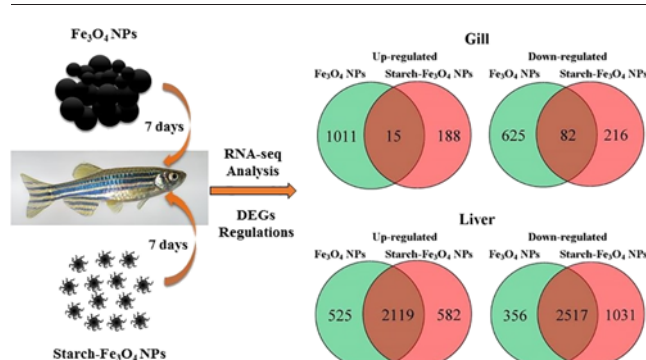 Fe₃O₄ NPs
7 days
RNA-seq
Analysis
DEGs
Regulations
7 days
Starch-Fe₃O₄ NPs
Gill
Up-regulated
Fe₃O₄ NPs Starch-Fe₃O₄ NPs
1011 15 188
Down-regulated
Fe₃O₄ NPs Starch-Fe₃O₄ NPs
625 82 216
Liver
Up-regulated
Fe₃O₄ NPs Starch-Fe₃O₄ NPs
525 2119 582
Down-regulated
Fe₃O₄ NPs Starch-Fe₃O₄ NPs
356 2517 1031